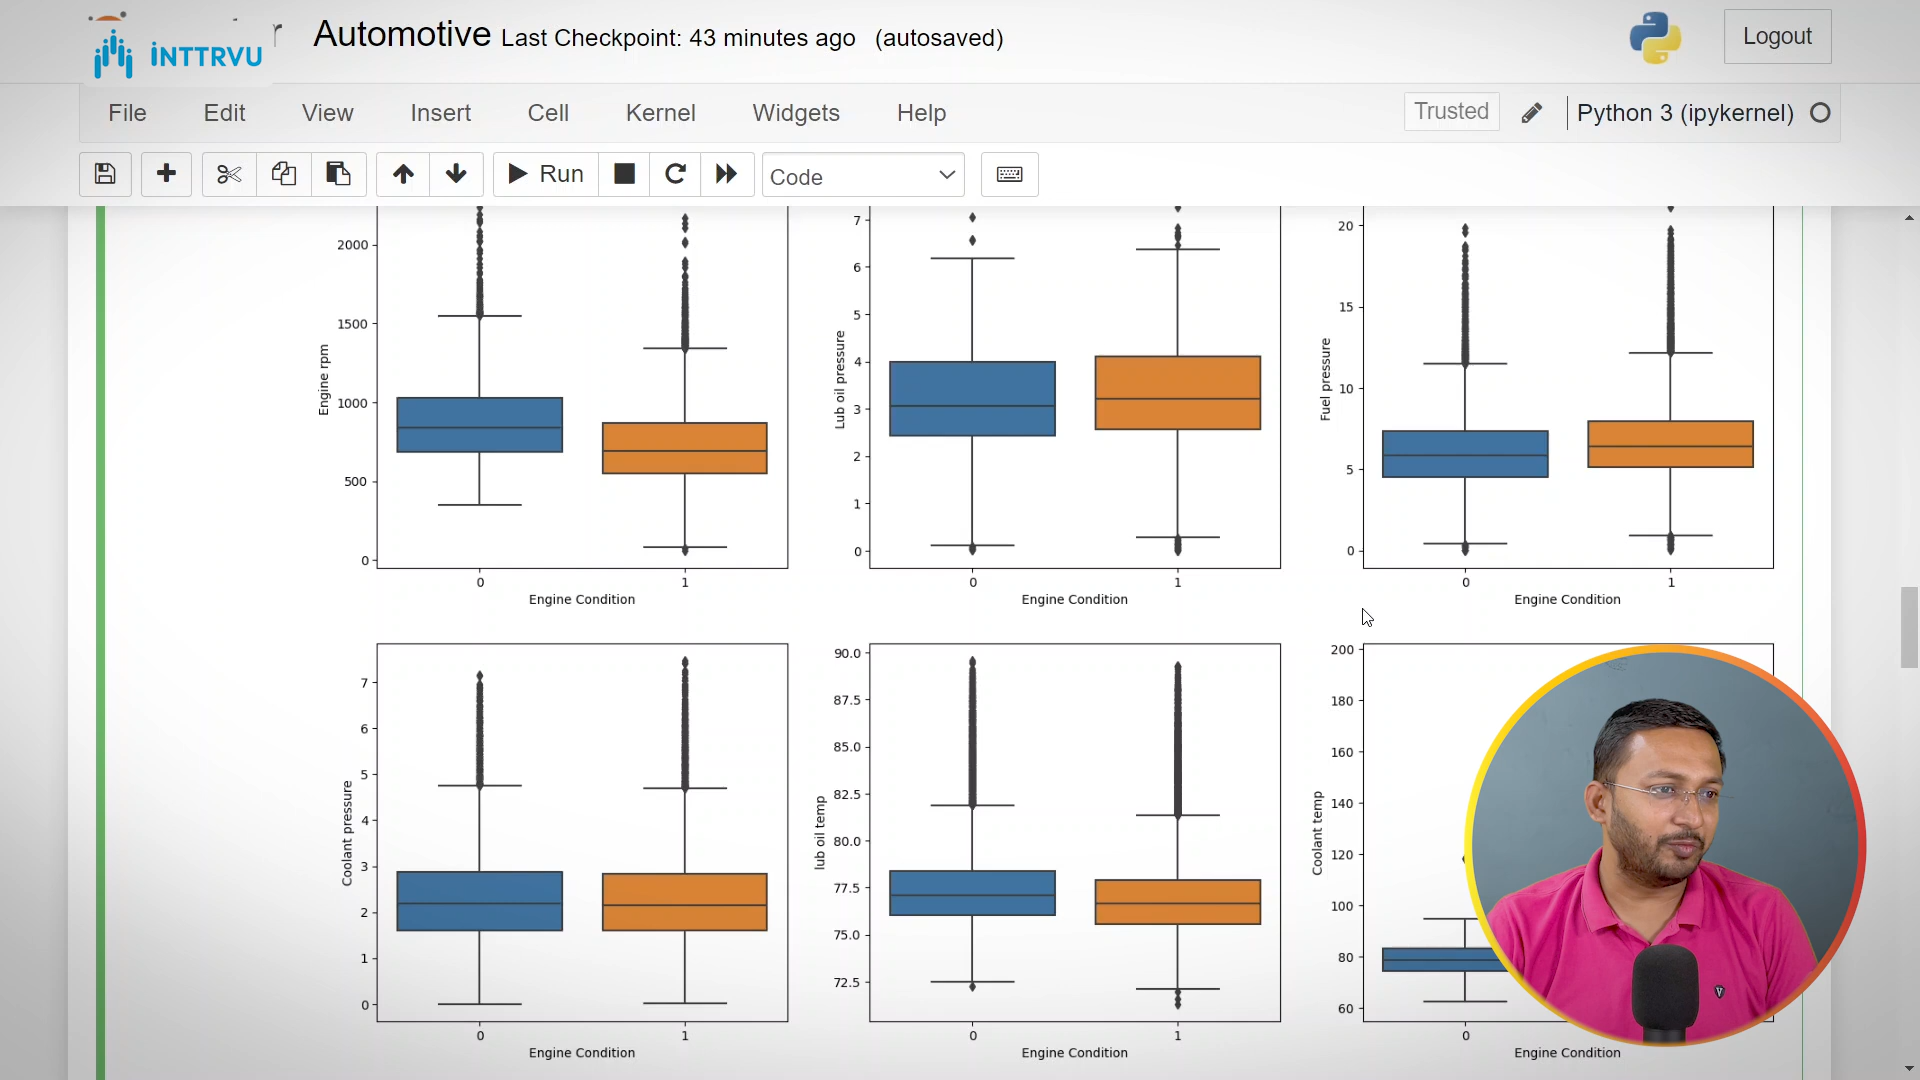 iNTTRVU
Automotive Last Checkpoint: 43 minutes ago (autosaved)
Logout
File Edit View Insert Cell Kernel Widgets Help
Trusted
Python 3 (ipykernel)
Run
Code
Engine rpm
2000
1500
1000
500
0
0 1
Engine Condition
Lub oil pressure
7
6
5
4
3
2
1
0
0 1
Engine Condition
Fuel pressure
20
15
10
5
0
0 1
Engine Condition
Coolant pressure
7
6
5
4
3
2
1
0
0 1
Engine Condition
lub oil temp
90.0
87.5
85.0
82.5
80.0
77.5
75.0
72.5
0 1
Engine Condition
Coolant temp
200
180
160
140
120
100
80
60
0
Engine Condition